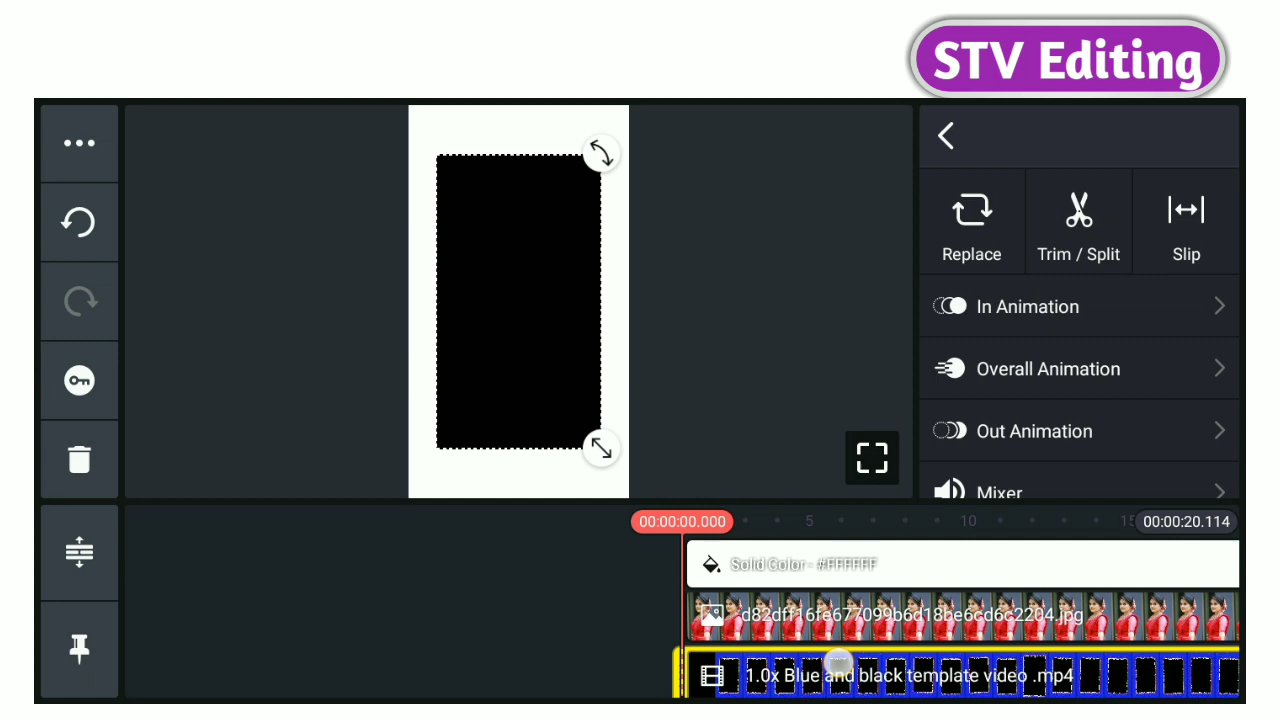 STV Editing
Replace
Trim / Split
Slip
In Animation
Overall Animation
Out Animation
Mixer
00:00:00.000
5
10
15
00:00:20.114
Solid Color - #FFFFFF
d82dff16fe677099b6d18be6cd6c2204.jpg
1.0x Blue and black template video .mp4